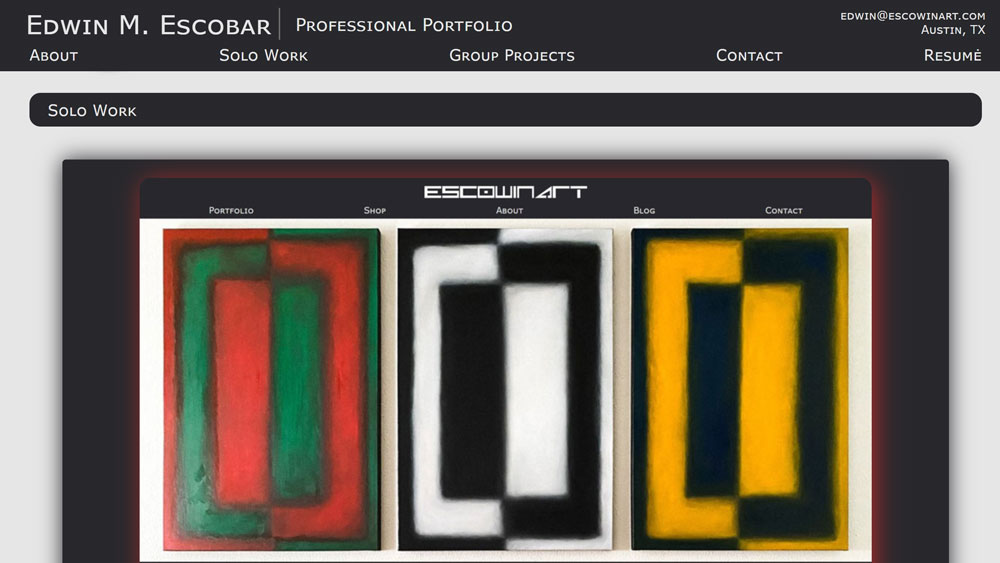 Edwin M. Escobar
Professional Portfolio
edwin@escowinart.com
Austin, TX
About Solo Work Group Projects Contact Resumė
Solo Work
ESCOWINART
Portfolio Shop About Blog Contact